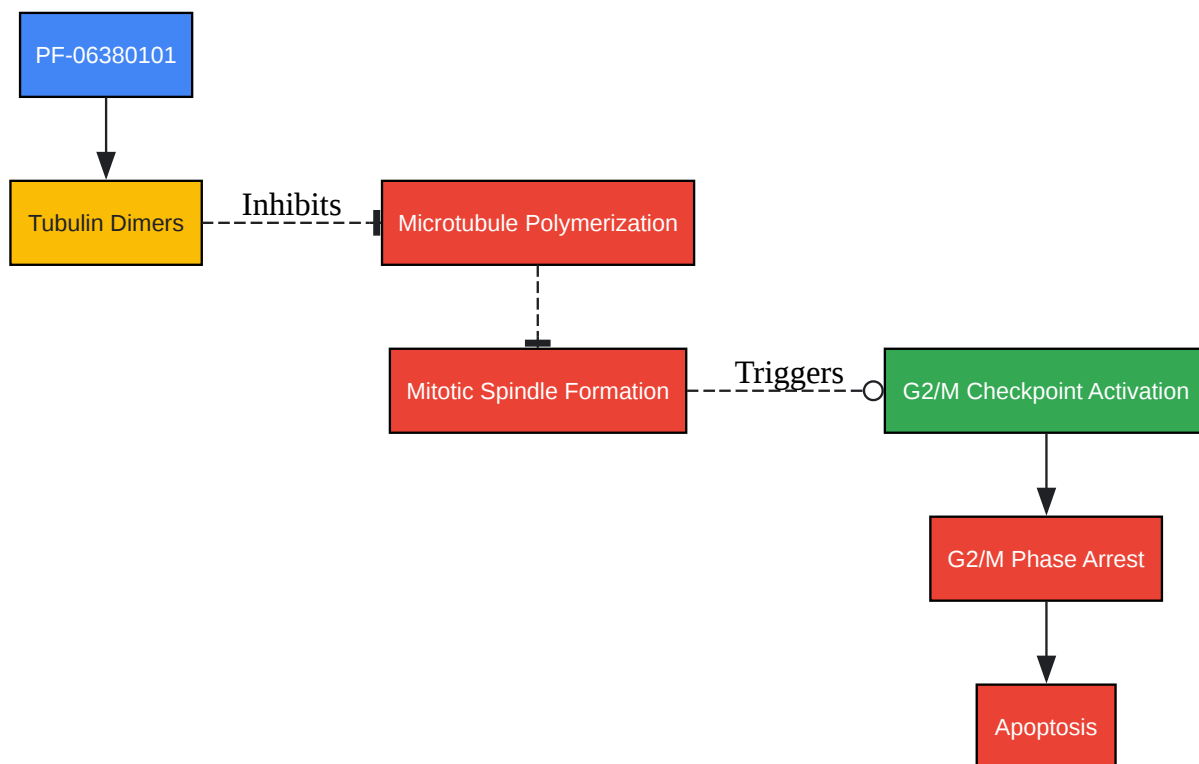 PF-06380101
Tubulin Dimers
Inhibits
Microtubule Polymerization
Mitotic Spindle Formation
Triggers
G2/M Checkpoint Activation
G2/M Phase Arrest
Apoptosis